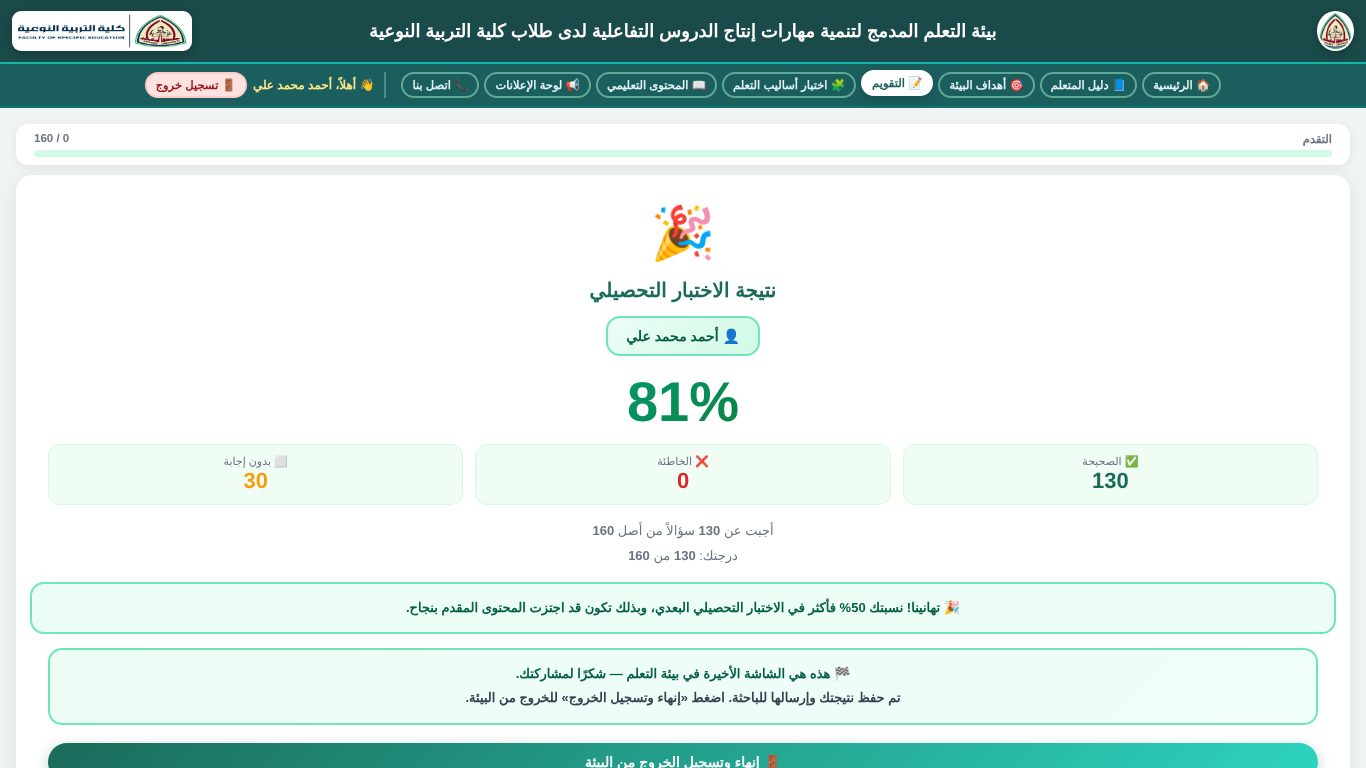 بيئة التعلم المدمج لتنمية مهارات إنتاج الدروس التفاعلية لدى طلاب كلية التربية النوعية
كلية التربية النوعية
FACULTY OF SPECIFIC EDUCATION
🏠 الرئيسية
📘 دليل المتعلم
🎯 أهداف البيئة
📝 التقويم
🧩 اختبار أساليب التعلم
📖 المحتوى التعليمي
📢 لوحة الإعلانات
📞 اتصل بنا
👋 أهلاً، أحمد محمد علي
🚪 تسجيل خروج
التقدم
0 / 160
نتيجة الاختبار التحصيلي
👤 أحمد محمد علي
81%
✅ الصحيحة
130
❌ الخاطئة
0
⬜ بدون إجابة
30
أجبت عن 130 سؤالاً من أصل 160
درجتك: 130 من 160
🎉 تهانينا! نسبتك 50% فأكثر في الاختبار التحصيلي البعدي، وبذلك تكون قد اجتزت المحتوى المقدم بنجاح.
🏁 هذه هي الشاشة الأخيرة في بيئة التعلم — شكرًا لمشاركتك.
تم حفظ نتيجتك وإرسالها للباحثة. اضغط «إنهاء وتسجيل الخروج» للخروج من البيئة.
🚪 إنهاء وتسجيل الخروج من البيئة